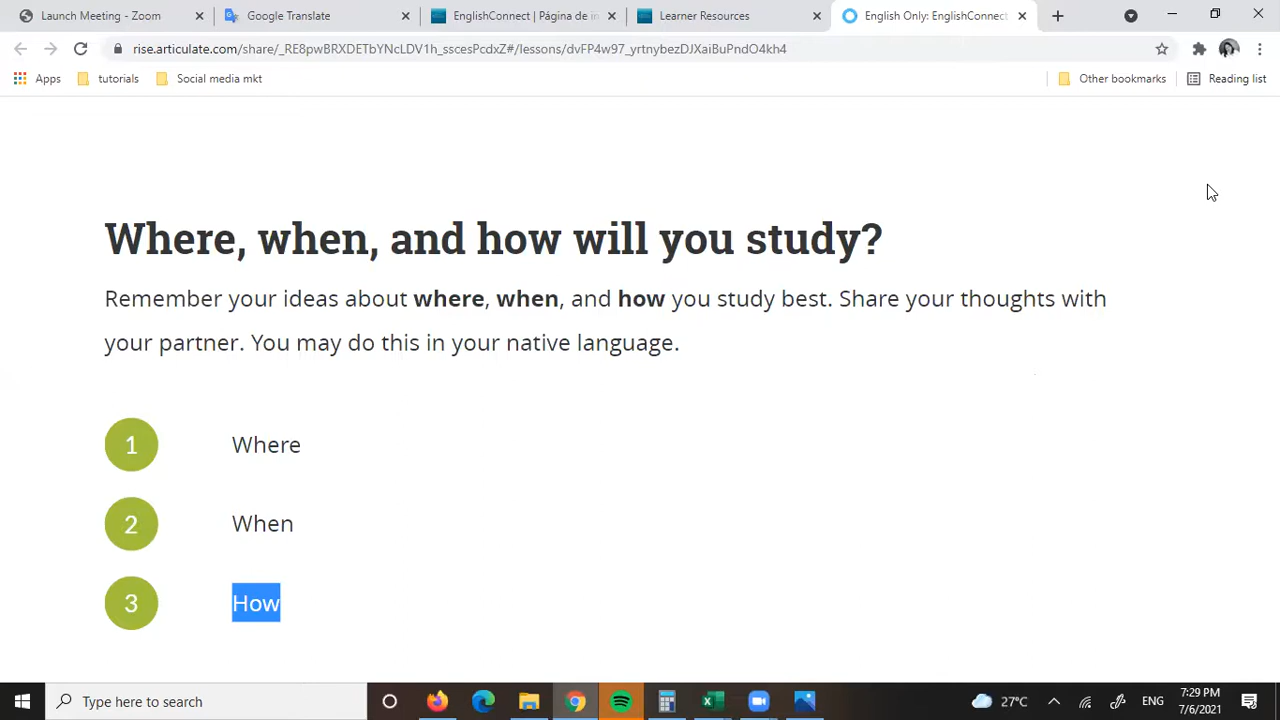 Launch Meeting - Zoom
Google Translate
EnglishConnect | Página de in
Learner Resources
English Only: EnglishConnect
rise.articulate.com/share/_RE8pwBRXDETbYNcLDV1h_sscesPcdxZ#/lessons/dvFP4w97_yrtnybezDJXaiBuPndO4kh4
Apps
tutorials
Social media mkt
Other bookmarks
Reading list
Where, when, and how will you study?
Remember your ideas about where, when, and how you study best. Share your thoughts with
your partner. You may do this in your native language.
1 Where
2 When
3 How
Type here to search
27°C
ENG
7:29 PM
7/6/2021